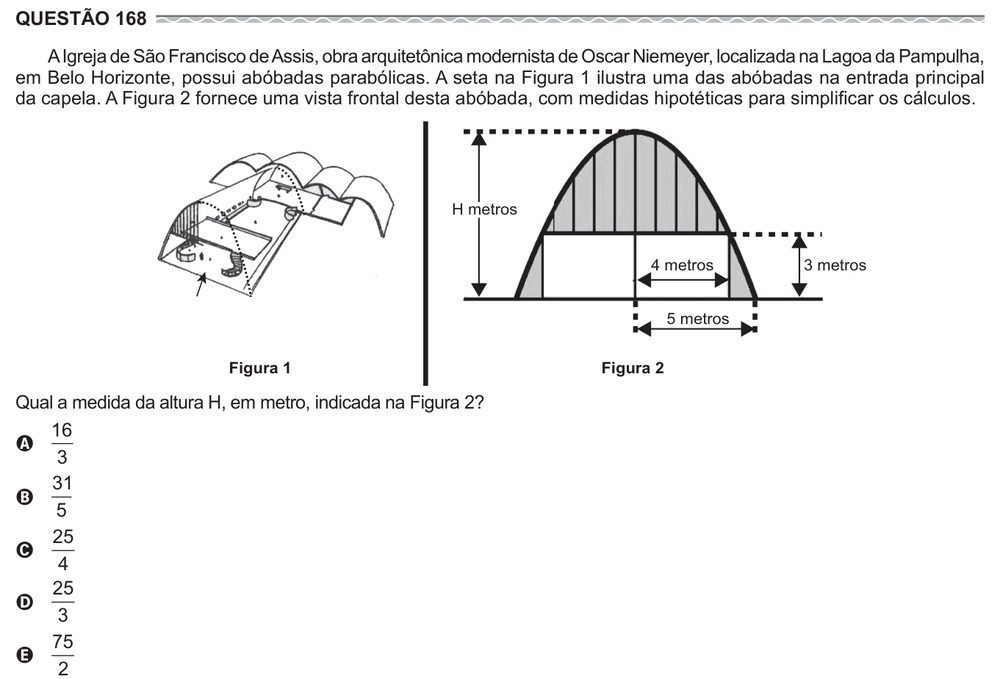 QUESTÃO 168
A Igreja de São Francisco de Assis, obra arquitetônica modernista de Oscar Niemeyer, localizada na Lagoa da Pampulha,
em Belo Horizonte, possui abóbadas parabólicas. A seta na Figura 1 ilustra uma das abóbadas na entrada principal
da capela. A Figura 2 fornece uma vista frontal desta abóbada, com medidas hipotéticas para simplificar os cálculos.
H metros
4 metros
3 metros
5 metros
Figura 1
Figura 2
Qual a medida da altura H, em metro, indicada na Figura 2?
A 16/3
B 31/5
C 25/4
D 25/3
E 75/2